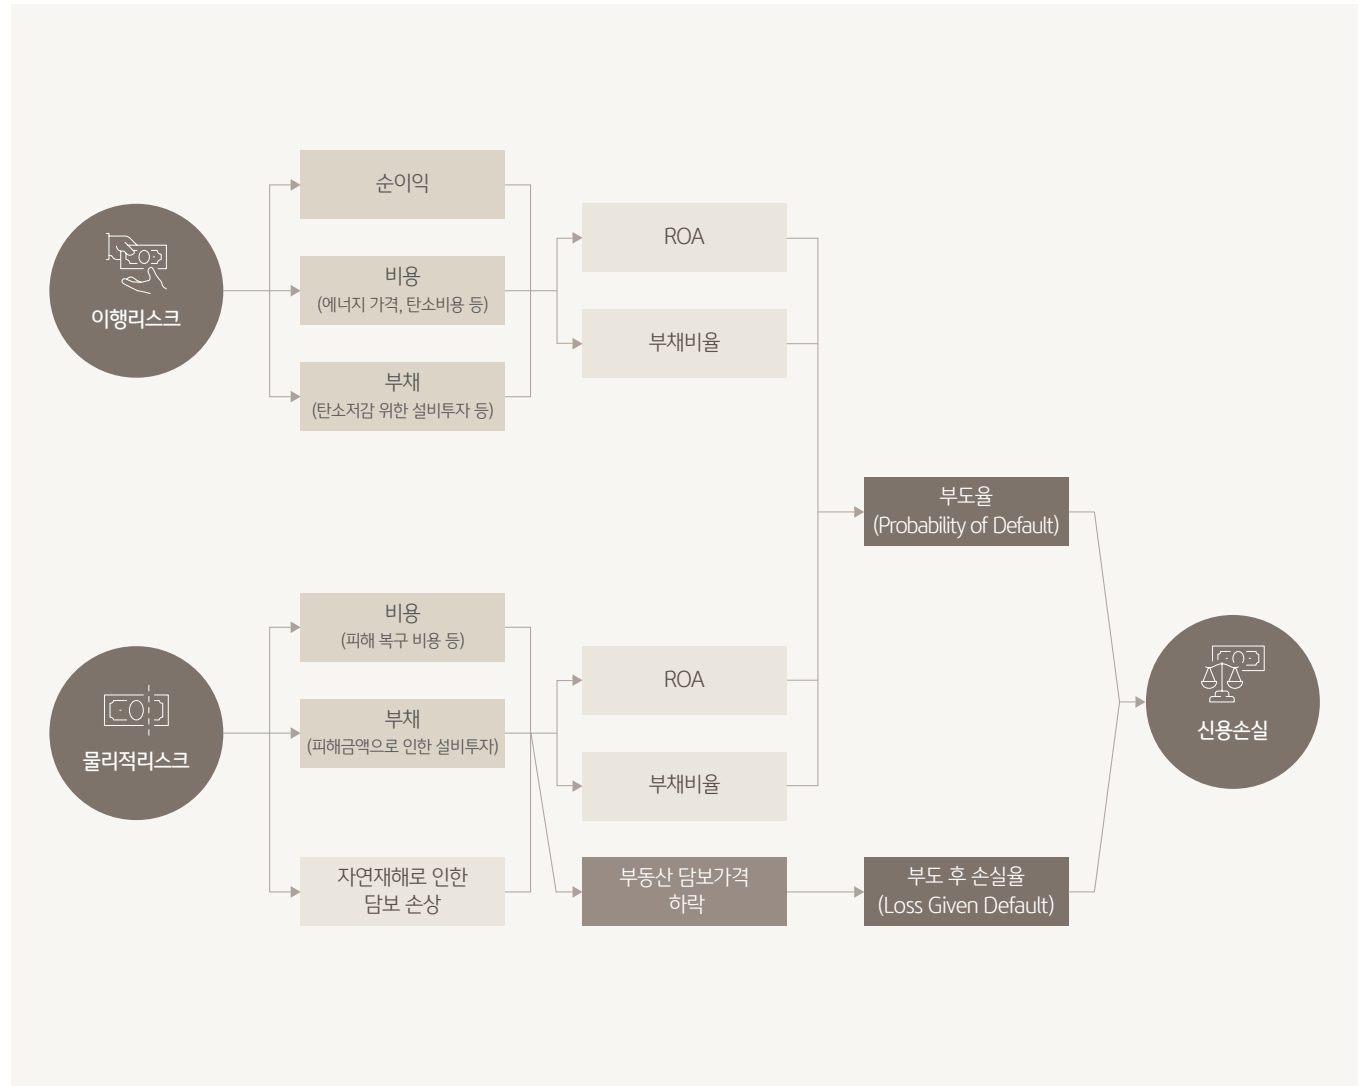 이행리스크
순이익
비용
(에너지 가격, 탄소비용 등)
부채
(탄소저감 위한 설비투자 등)
ROA
부채비율
물리적리스크
비용
(피해 복구 비용 등)
부채
(피해금액으로 인한 설비투자)
자연재해로 인한
담보 손상
ROA
부채비율
부동산 담보가격
하락
부도율
(Probability of Default)
부도 후 손실율
(Loss Given Default)
신용손실